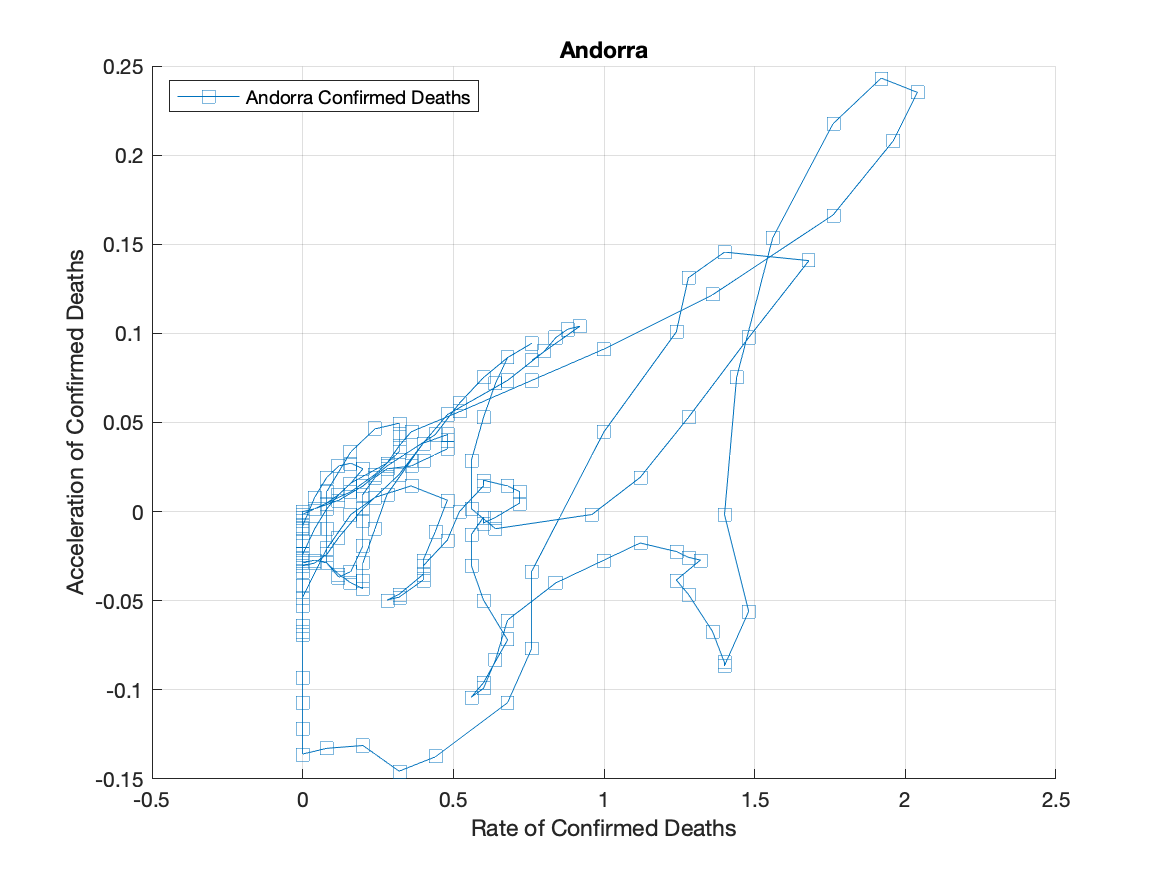 Andorra
Andorra Confirmed Deaths
Acceleration of Confirmed Deaths
0.25
0.2
0.15
0.1
0.05
0
-0.05
-0.1
-0.15
-0.5 0 0.5 1 1.5 2 2.5
Rate of Confirmed Deaths